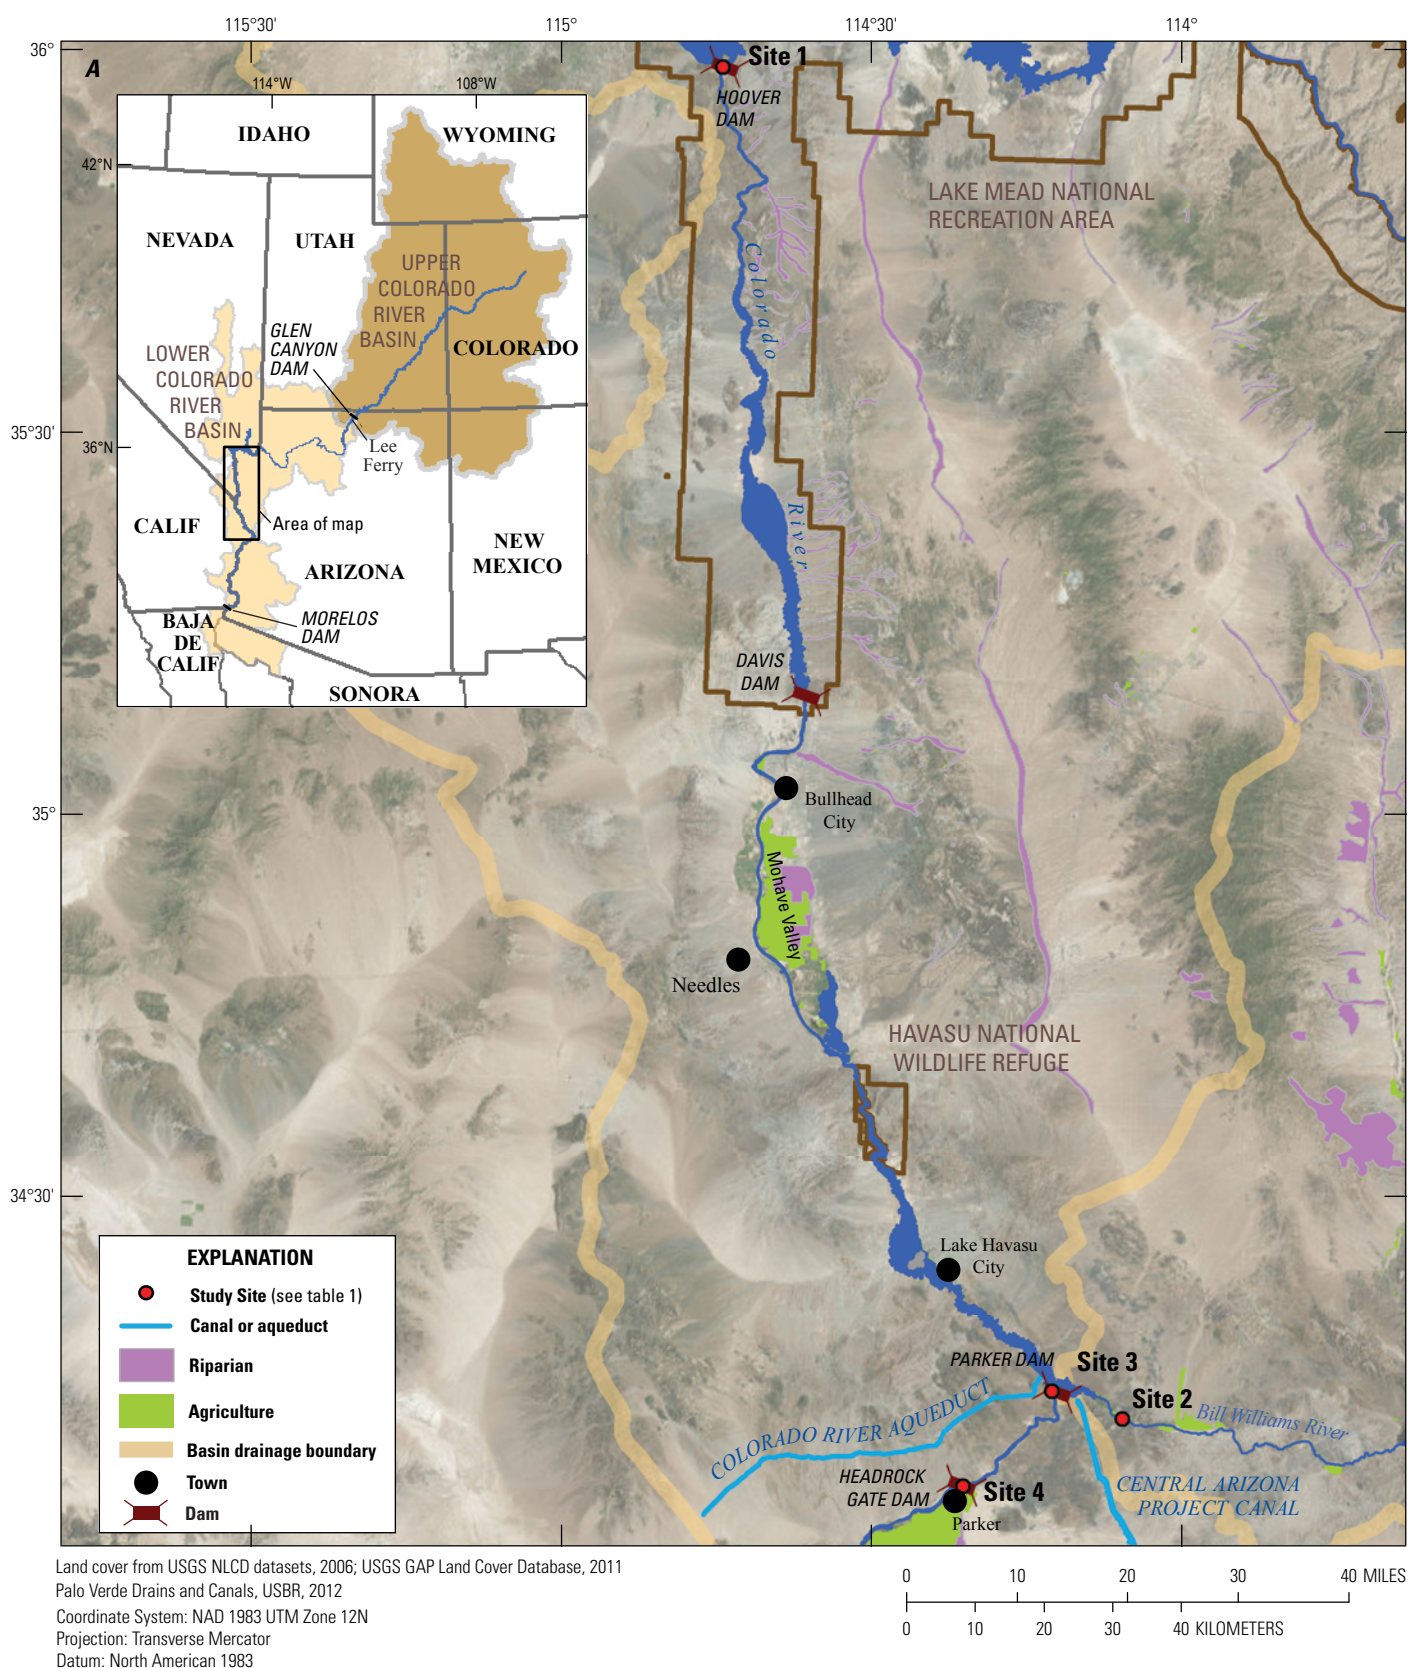 115°30'
115°
114°30'
114°
36°
35°30'
35°
34°30'
A
114°W
108°W
42°N
36°N
IDAHO
WYOMING
NEVADA
UTAH
UPPER
COLORADO
RIVER
BASIN
GLEN
CANYON
DAM
COLORADO
LOWER
COLORADO
RIVER
BASIN
Lee
Ferry
CALIF
Area of map
NEW
MEXICO
ARIZONA
MORELOS
DAM
BAJA
DE
CALIF
SONORA
Site 1
HOOVER
DAM
LAKE MEAD NATIONAL
RECREATION AREA
Colorado
River
DAVIS
DAM
Bullhead
City
Mohave Valley
Needles
HAVASU NATIONAL
WILDLIFE REFUGE
Lake Havasu
City
PARKER DAM
Site 3
Site 2
Bill Williams River
COLORADO RIVER AQUEDUCT
HEADROCK
GATE DAM
Site 4
Parker
CENTRAL ARIZONA
PROJECT CANAL
EXPLANATION
Study Site (see table 1)
Canal or aqueduct
Riparian
Agriculture
Basin drainage boundary
Town
Dam
Land cover from USGS NLCD datasets, 2006; USGS GAP Land Cover Database, 2011
Palo Verde Drains and Canals, USBR, 2012
Coordinate System: NAD 1983 UTM Zone 12N
Projection: Transverse Mercator
Datum: North American 1983
0 10 20 30 40 MILES
0 10 20 30 40 KILOMETERS